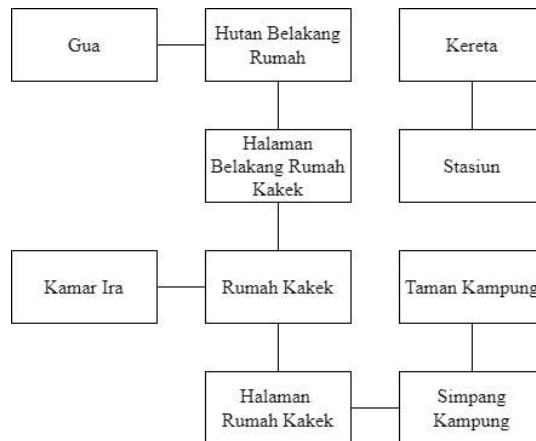 Gua
Hutan Belakang
Rumah
Kereta
Halaman
Belakang Rumah
Kakek
Stasiun
Kamar Ira
Rumah Kakek
Taman Kampung
Halaman
Rumah Kakek
Simpang
Kampung